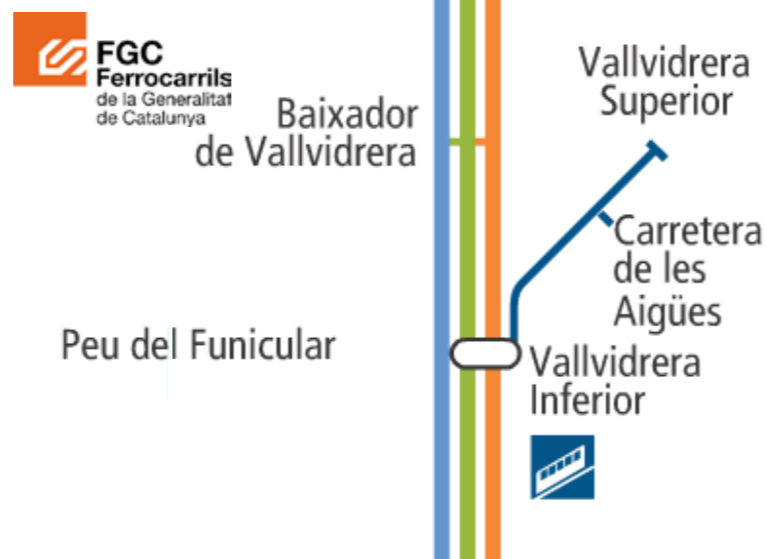 FGC
Ferrocarrils
de la Generalitat
de Catalunya
Baixador
de Vallvidrera
Vallvidrera
Superior
Carretera
de les
Aigües
Peu del Funicular
Vallvidrera
Inferior